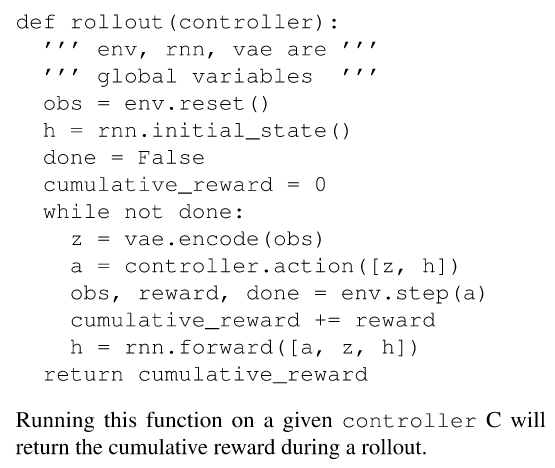 def rollout(controller):
  ''' env, rnn, vae are '''
  ''' global variables  '''
  obs = env.reset()
  h = rnn.initial_state()
  done = False
  cumulative_reward = 0
  while not done:
    z = vae.encode(obs)
    a = controller.action([z, h])
    obs, reward, done = env.step(a)
    cumulative_reward += reward
    h = rnn.forward([a, z, h])
  return cumulative_reward
Running this function on a given controller C will
return the cumulative reward during a rollout.